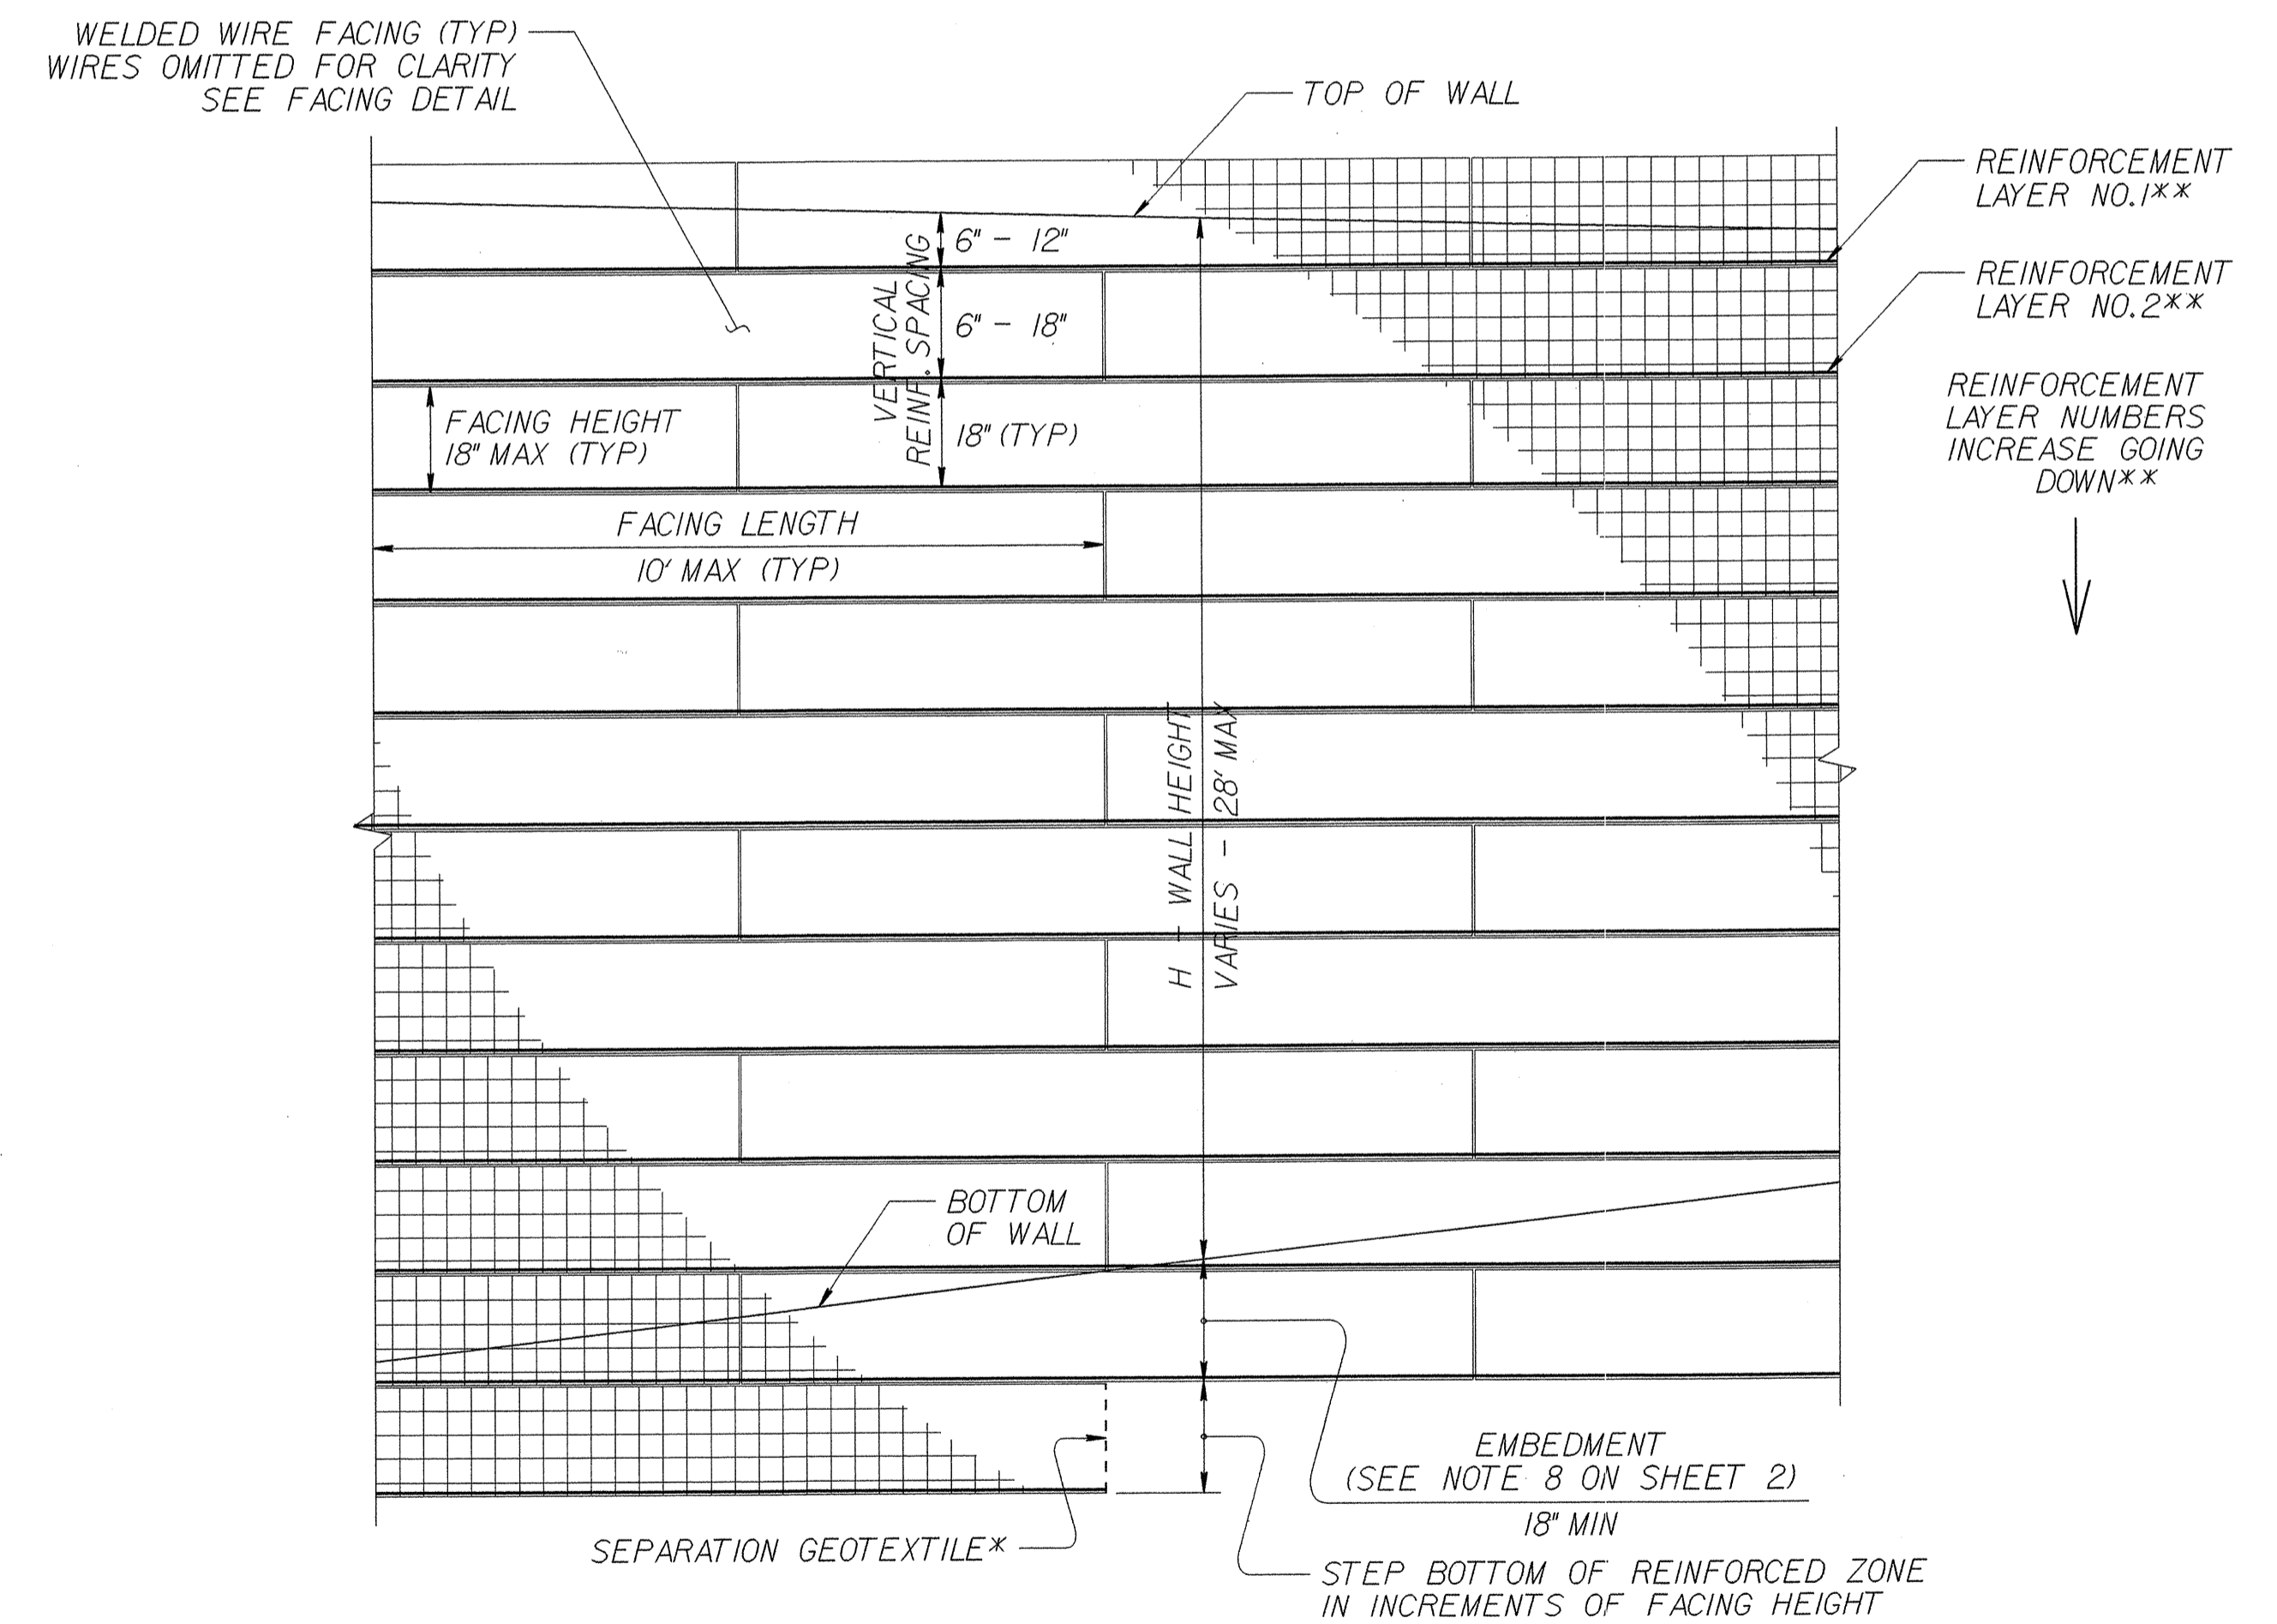 WELDED WIRE FACING (TYP)
WIRES OMITTED FOR CLARITY
SEE FACING DETAIL
TOP OF WALL
REINFORCEMENT
LAYER NO.1**
REINFORCEMENT
LAYER NO.2**
REINFORCEMENT
LAYER NUMBERS
INCREASE GOING
DOWN**
VERTICAL
REINF. SPACING
6" - 12"
6" - 18"
18" (TYP)
FACING HEIGHT
18" MAX (TYP)
FACING LENGTH
10' MAX (TYP)
H - WALL HEIGHT
VARIES - 28' MAX
BOTTOM
OF WALL
EMBEDMENT
(SEE NOTE 8 ON SHEET 2)
18" MIN
SEPARATION GEOTEXTILE*
STEP BOTTOM OF REINFORCED ZONE
IN INCREMENTS OF FACING HEIGHT